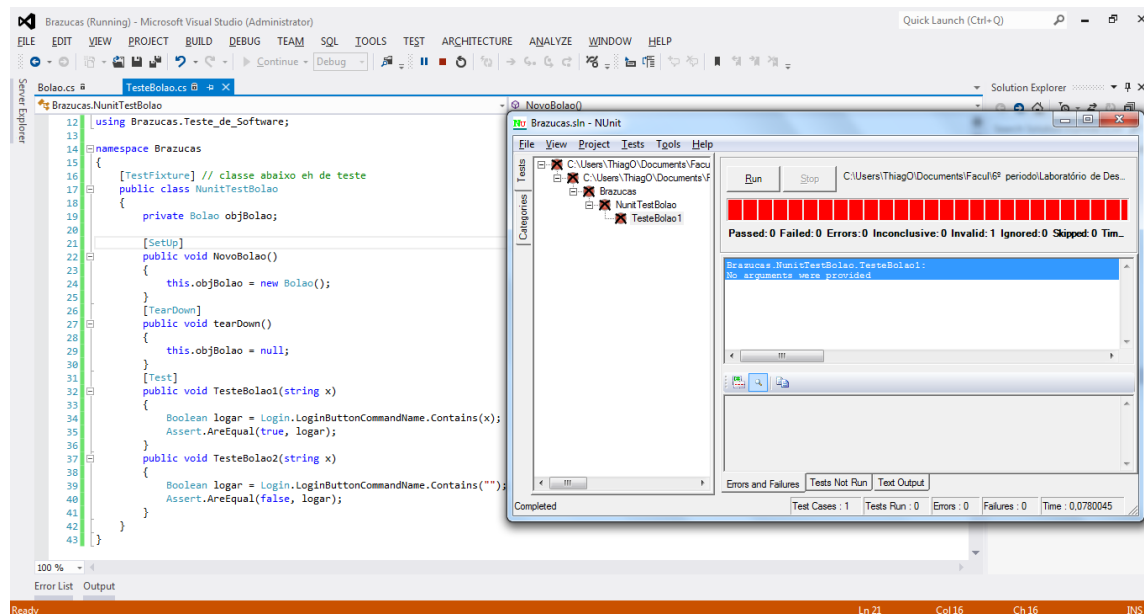 Brazucas (Running) - Microsoft Visual Studio (Administrator)
Quick Launch (Ctrl+Q)
FILE EDIT VIEW PROJECT BUILD DEBUG TEAM SQL TOOLS TEST ARCHITECTURE ANALYZE WINDOW HELP
Continue Debug
Server Explorer
Bolao.cs TesteBolao.cs
Solution Explorer
Brazucas.NunitTestBolao
NovoBolao()
12 using Brazucas.Teste_de_Software;
13
14 namespace Brazucas
15 {
16 [TestFixture] // classe abaixo eh de teste
17 public class NunitTestBolao
18 {
19 private Bolao objBolao;
20
21 [SetUp]
22 public void NovoBolao()
23 {
24 this.objBolao = new Bolao();
25 }
26 [TearDown]
27 public void tearDown()
28 {
29 this.objBolao = null;
30 }
31 [Test]
32 public void TesteBolao1(string x)
33 {
34 Boolean logar = Login.LoginButtonCommandName.Contains(x);
35 Assert.AreEqual(true, logar);
36 }
37 public void TesteBolao2(string x)
38 {
39 Boolean logar = Login.LoginButtonCommandName.Contains("");
40 Assert.AreEqual(false, logar);
41 }
42 }
43 }
100 %
Error List Output
Ready
Ln 21 Col 16 Ch 16 INS
Brazucas.sln - NUnit
File View Project Tests Tools Help
Tests
Categories
C:\Users\ThiagO\Documents\Facu
C:\Users\ThiagO\Documents\F
Brazucas
NunitTestBolao
TesteBolao1
Run Stop C:\Users\ThiagO\Documents\Facul\6º periodo\Laboratório de Des...
Passed: 0 Failed: 0 Errors: 0 Inconclusive: 0 Invalid: 1 Ignored: 0 Skipped: 0 Tim...
Brazucas.NunitTestBolao.TesteBolao1:
No arguments were provided
Errors and Failures Tests Not Run Text Output
Completed
Test Cases : 1 Tests Run : 0 Errors : 0 Failures : 0 Time : 0,0780045